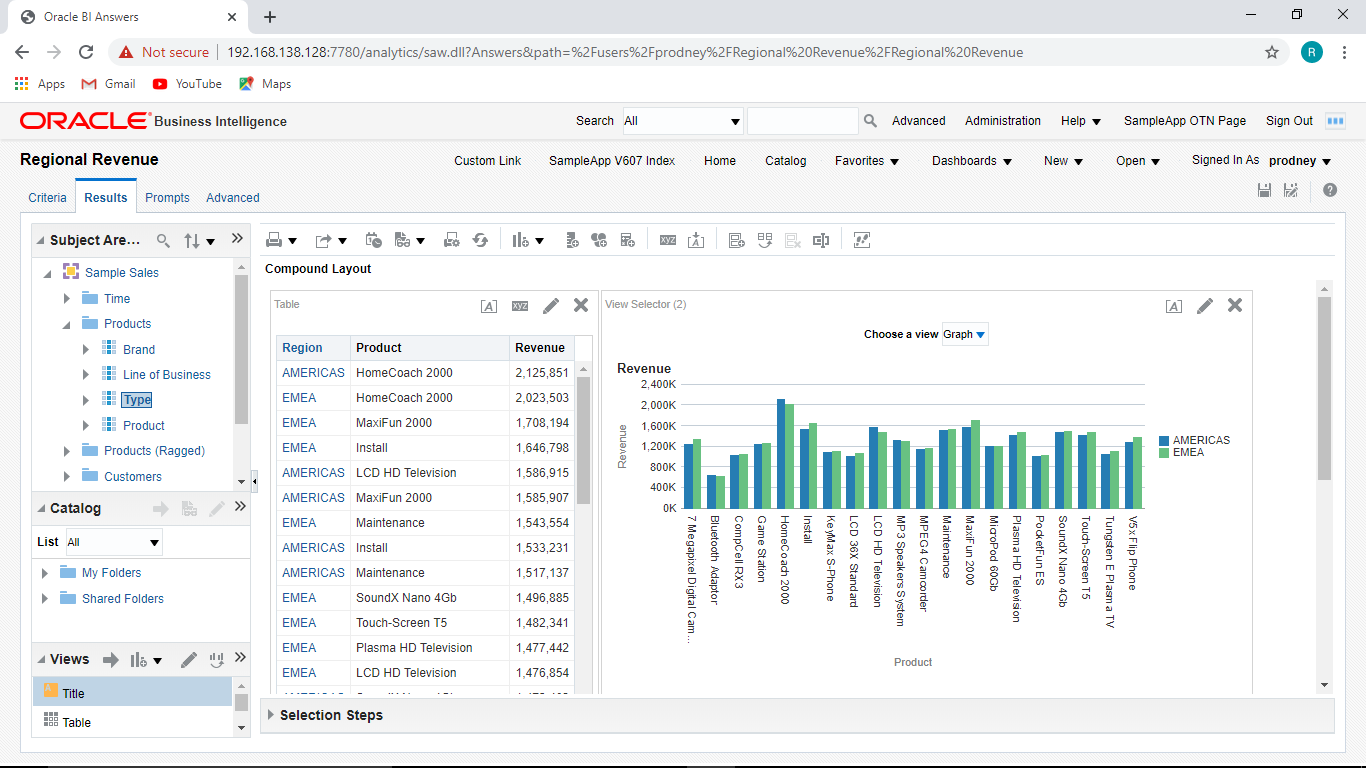 Oracle BI Answers
Not secure 192.168.138.128:7780/analytics/saw.dll?Answers&path=%2Fusers%2Fprodney%2FRegional%20Revenue%2FRegional%20Revenue
R
Apps Gmail YouTube Maps
ORACLE Business Intelligence
Search All Advanced Administration Help SampleApp OTN Page Sign Out
Regional Revenue
Custom Link SampleApp V607 Index Home Catalog Favorites Dashboards New Open Signed In As prodney
Criteria Results Prompts Advanced
Subject Are...
Sample Sales
Time
Products
Brand
Line of Business
Type
Product
Products (Ragged)
Customers
Catalog
List All
My Folders
Shared Folders
Views
Title
Table
Compound Layout
Table
Region Product Revenue
AMERICAS HomeCoach 2000 2,125,851
EMEA HomeCoach 2000 2,023,503
EMEA MaxiFun 2000 1,708,194
EMEA Install 1,646,798
AMERICAS LCD HD Television 1,586,915
AMERICAS MaxiFun 2000 1,585,907
EMEA Maintenance 1,543,554
AMERICAS Install 1,533,231
AMERICAS Maintenance 1,517,137
EMEA SoundX Nano 4Gb 1,496,885
EMEA Touch-Screen T5 1,482,341
EMEA Plasma HD Television 1,477,442
EMEA LCD HD Television 1,476,854
View Selector (2)
Choose a view Graph
Revenue
2,400K
2,000K
1,600K
1,200K
800K
400K
0K
Revenue
7 Megapixel Digital Cam...
Bluetooth Adaptor
CompCell RX3
Game Station
HomeCoach 2000
Install
KeyMax S-Phone
LCD 36X Standard
LCD HD Television
MP3 Speakers System
MPEG4 Camcorder
Maintenance
MaxiFun 2000
MicroPod 60Gb
Plasma HD Television
PocketFun ES
SoundX Nano 4Gb
Touch-Screen T5
Tungsten E Plasma TV
V5x Flip Phone
Product
AMERICAS
EMEA
Selection Steps